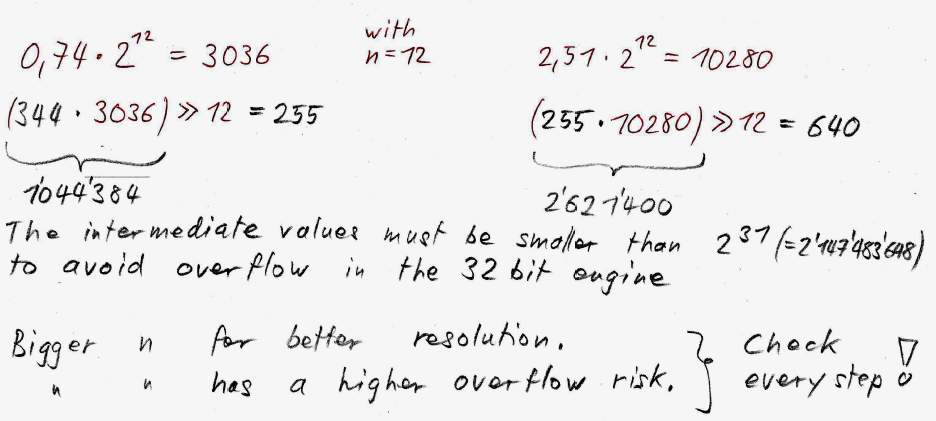 0,74 · 2^12 = 3036 with n = 12 2,51 · 2^12 = 10280
(344 · 3036) >> 12 = 255 (255 · 10280) >> 12 = 640
1'044'384 2'621'400
The intermediate values must be smaller than 2^31 (=2'147'483'648)
to avoid overflow in the 32 bit engine
Bigger n for better resolution. } Check
" " has a higher overflow risk. } every step !